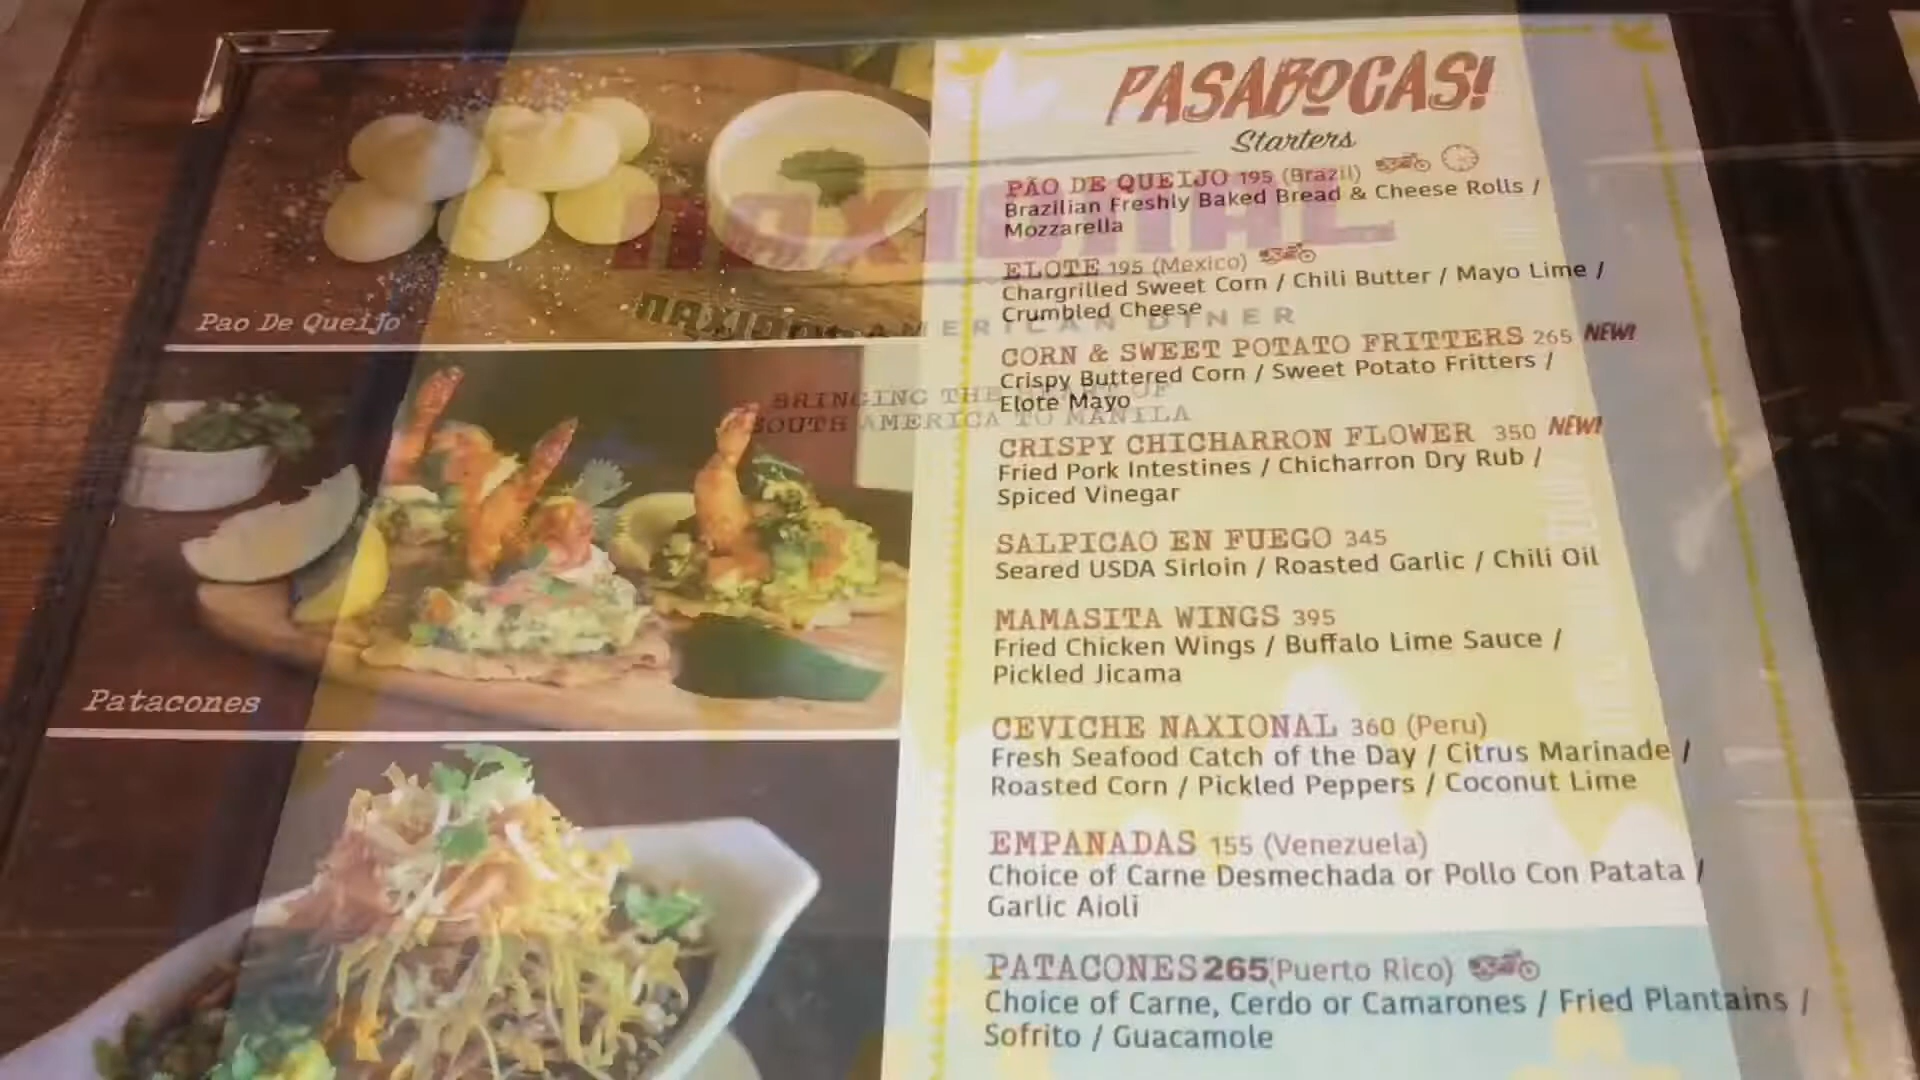 PASABOCAS!
Starters
PÃO DE QUEIJO 195 (Brazil)
Brazilian Freshly Baked Bread & Cheese Rolls /
Mozzarella
ELOTE 195 (Mexico)
Chargrilled Sweet Corn / Chili Butter / Mayo Lime /
Crumbled Cheese
CORN & SWEET POTATO FRITTERS 265 NEW!
Crispy Buttered Corn / Sweet Potato Fritters /
Elote Mayo
CRISPY CHICHARRON FLOWER 350 NEW!
Fried Pork Intestines / Chicharron Dry Rub /
Spiced Vinegar
SALPICAO EN FUEGO 345
Seared USDA Sirloin / Roasted Garlic / Chili Oil
MAMASITA WINGS 395
Fried Chicken Wings / Buffalo Lime Sauce /
Pickled Jicama
CEVICHE NAXIONAL 360 (Peru)
Fresh Seafood Catch of the Day / Citrus Marinade /
Roasted Corn / Pickled Peppers / Coconut Lime
EMPANADAS 155 (Venezuela)
Choice of Carne Desmechada or Pollo Con Patata /
Garlic Aioli
PATACONES 265 (Puerto Rico)
Choice of Carne, Cerdo or Camarones / Fried Plantains /
Sofrito / Guacamole
Pao De Queijo
Patacones
NAXIONAL
AMERICAN DINER
BRINGING THE OF
SOUTH AMERICA TO MANILA